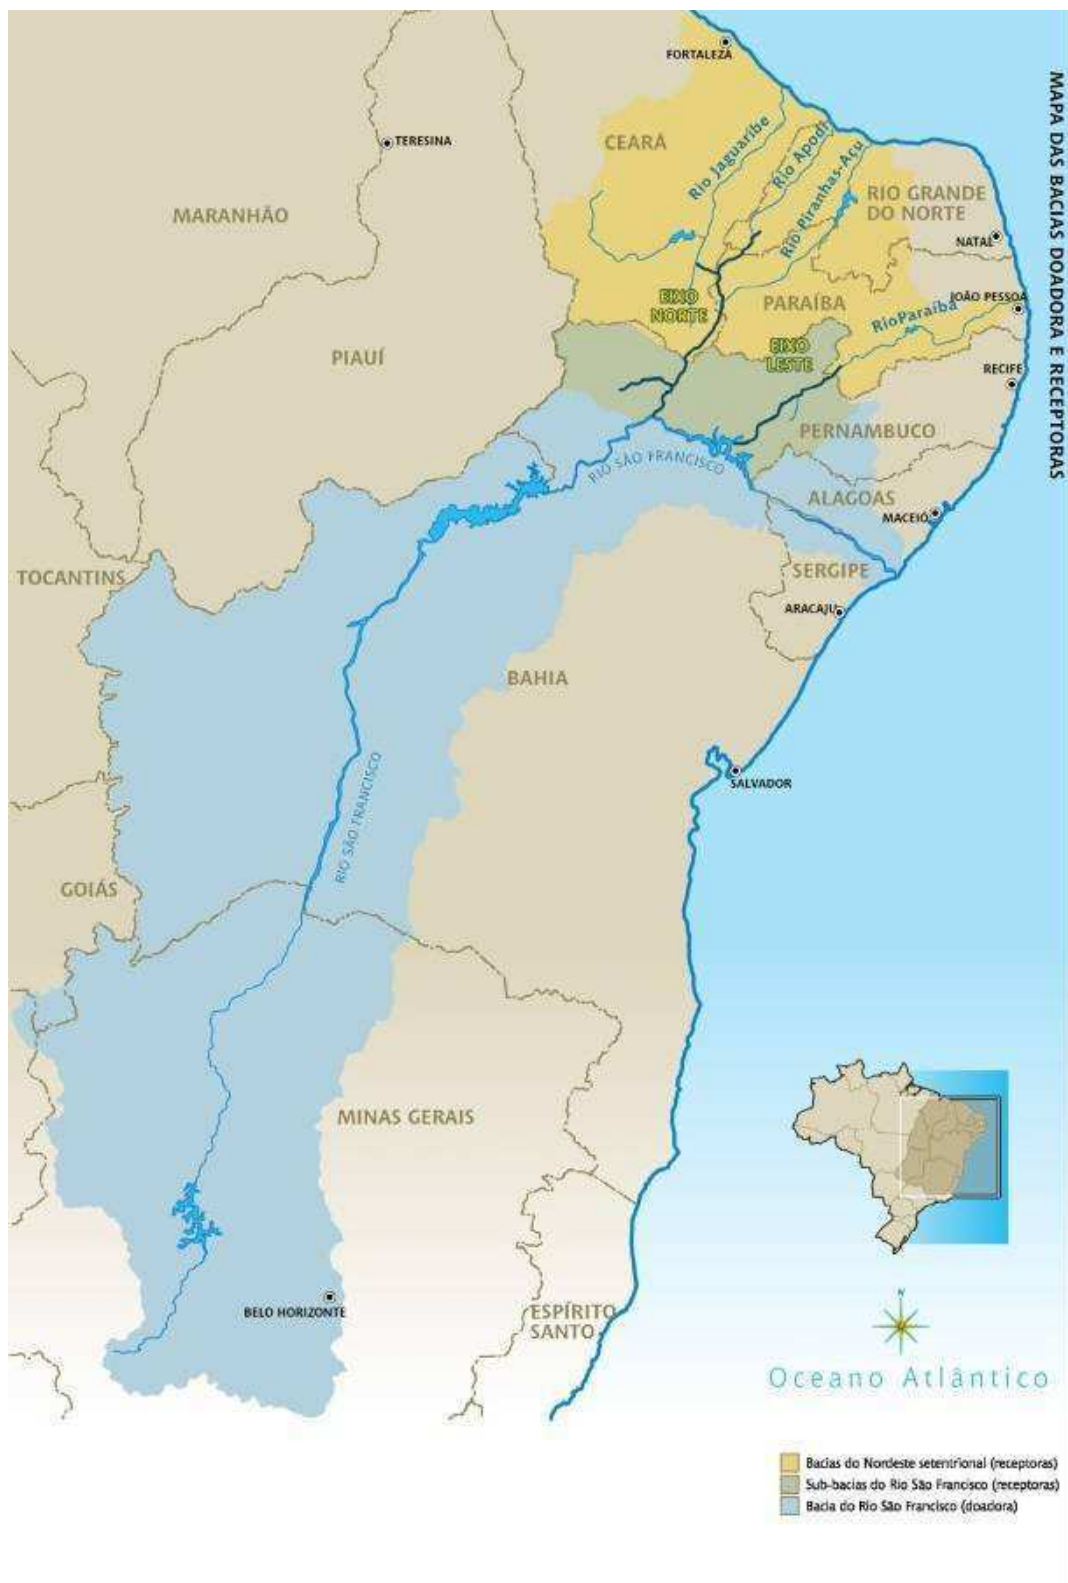 MAPA DAS BACIAS DOADORA E RECEPTORAS
FORTALEZA
TERESINA
CEARÁ
Rio Jaguaribe
Rio Apodi
Rio Piranhas-Açu
RIO GRANDE
DO NORTE
MARANHÃO
NATAL
EIXO
NORTE
PARAÍBA
JOÃO PESSOA
RioParaíba
PIAUÍ
EIXO
LESTE
RECIFE
PERNAMBUCO
RIO SÃO FRANCISCO
ALAGOAS
MACEIÓ
TOCANTINS
SERGIPE
ARACAJU
BAHIA
SALVADOR
RIO SÃO FRANCISCO
GOIÁS
MINAS GERAIS
BELO HORIZONTE
ESPÍRITO
SANTO
N
Oceano Atlântico
Bacias do Nordeste setentrional (receptoras)
Sub-bacias do Rio São Francisco (receptoras)
Bacia do Rio São Francisco (doadora)